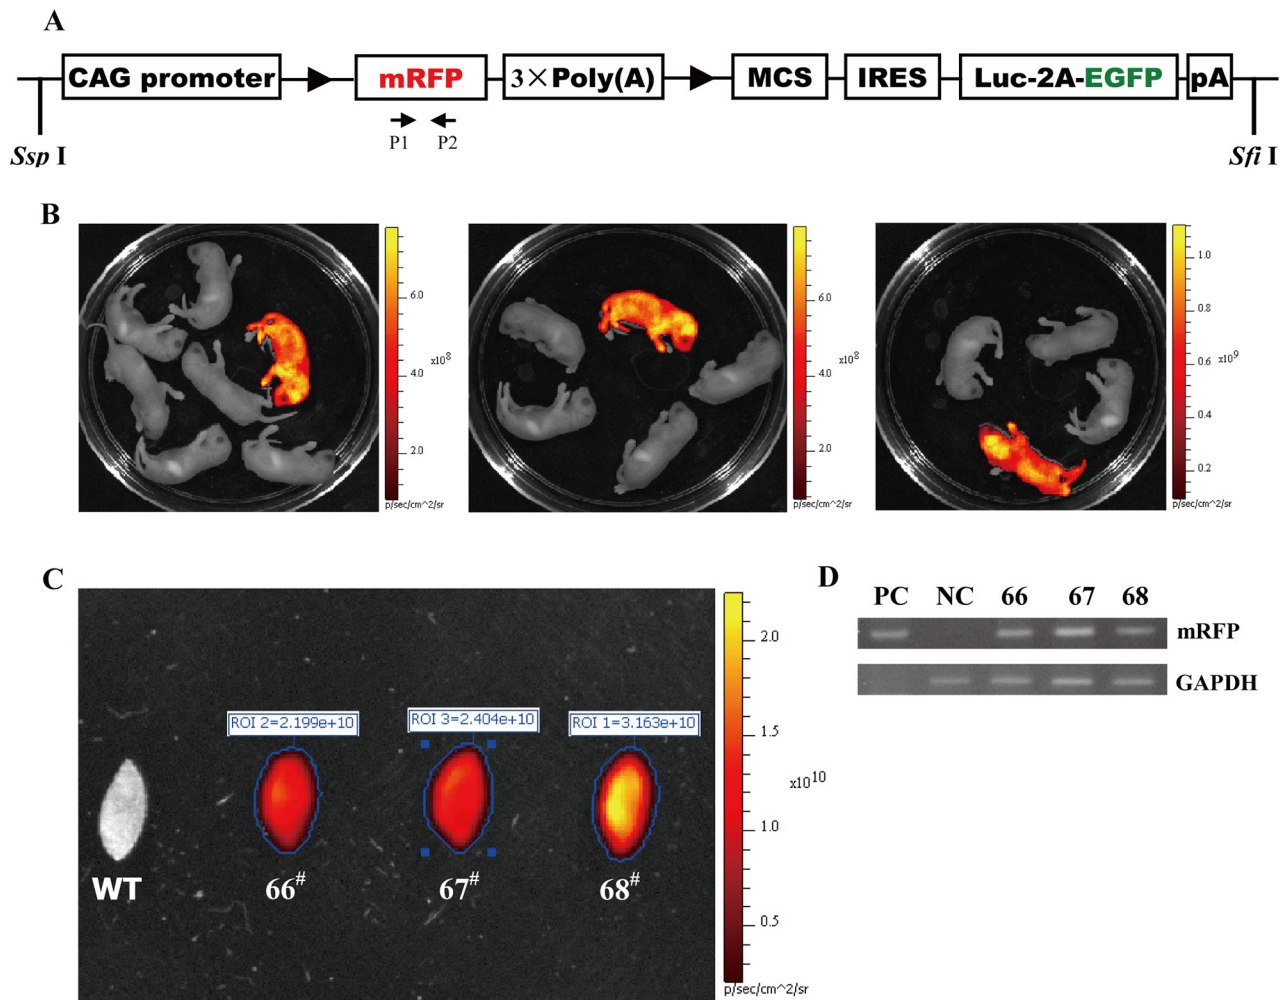 A
CAG promoter
mRFP
3×Poly(A)
MCS
IRES
Luc-2A-EGFP
pA
P1
P2
Ssp I
Sfi I
B
6.0
4.0
x10^8
2.0
p/sec/cm^2/sr
6.0
4.0
x10^8
2.0
p/sec/cm^2/sr
1.0
0.8
0.6
x10^9
0.4
0.2
p/sec/cm^2/sr
C
ROI 2=2.199e+10
ROI 3=2.404e+10
ROI 1=3.163e+10
WT
66#
67#
68#
2.0
1.5
x10^10
1.0
0.5
p/sec/cm^2/sr
D
PC NC 66 67 68
mRFP
GAPDH